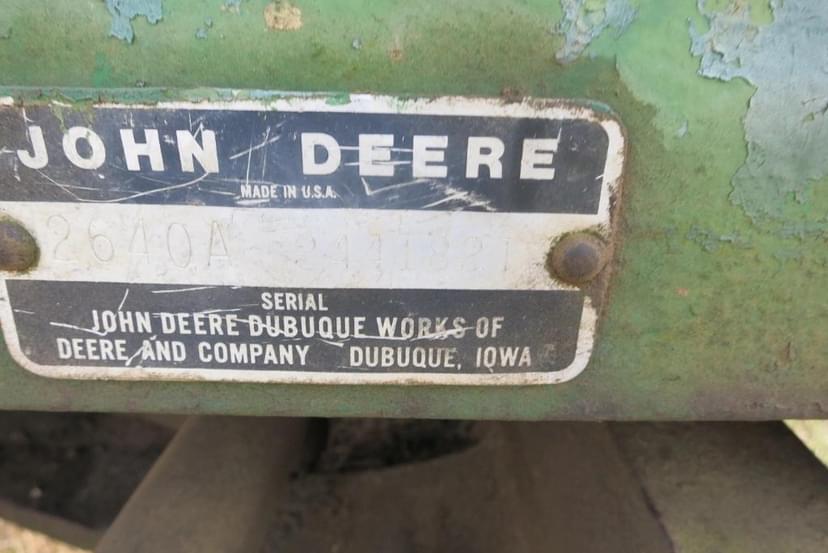 JOHN DEERE
MADE IN U.S.A.
2640A
SERIAL
JOHN DEERE DUBUQUE WORKS OF
DEERE AND COMPANY DUBUQUE, IOWA